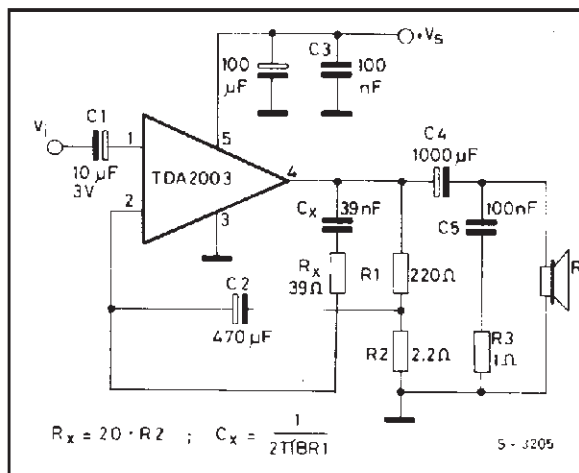 +Vs
100 μF
C3
100 nF
Vi
C1
10 μF
3V
1
5
TDA2003
4
2
3
C4
1000 μF
Cx
39nF
100nF
C5
Rx
39Ω
R1
220Ω
C2
470 μF
R2
2.2Ω
R3
1Ω
Rx = 20 · R2 ; Cx = 1 / 2πBR1
S - 3205